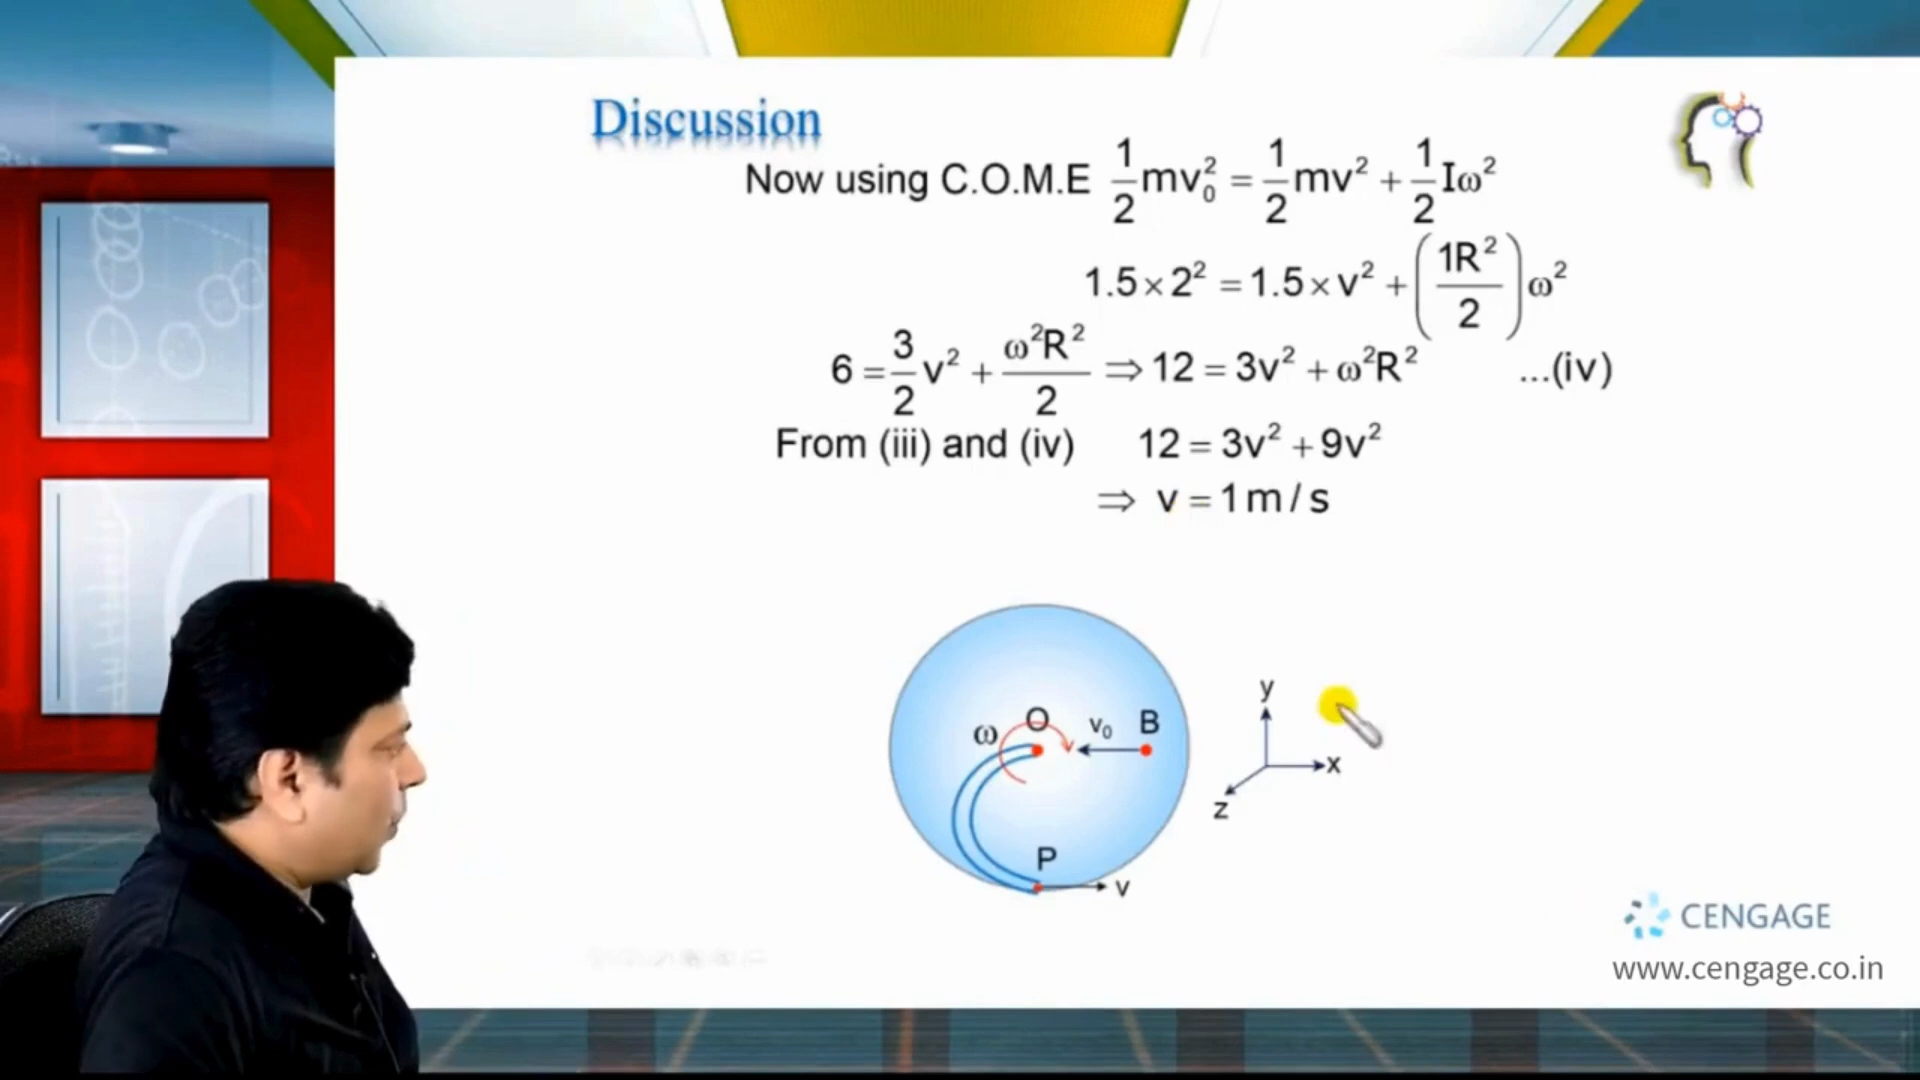 Discussion
Now using C.O.M.E 1/2 mv₀² = 1/2 mv² + 1/2 Iω²
1.5 × 2² = 1.5 × v² + (1R²/2) ω²
6 = 3/2 v² + ω²R²/2 ⇒ 12 = 3v² + ω²R² ...(iv)
From (iii) and (iv) 12 = 3v² + 9v²
⇒ v = 1 m / s
y
O
v₀
B
ω
x
z
P
v
CENGAGE
www.cengage.co.in